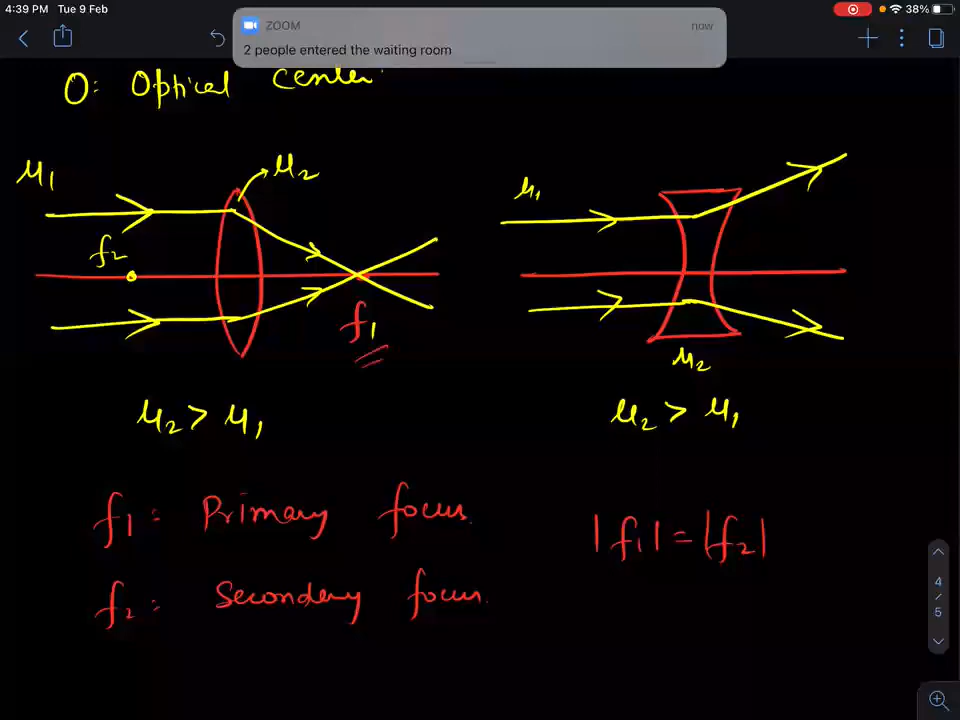 4:39 PM Tue 9 Feb
38%
ZOOM
now
2 people entered the waiting room
O: Optical center
μ1
μ2
f2
f1
μ1
μ2
μ2 > μ1
μ2 > μ1
f1 : Primary focus.
|f1| = |f2|
f2 : Secondary focus.
4
/
5